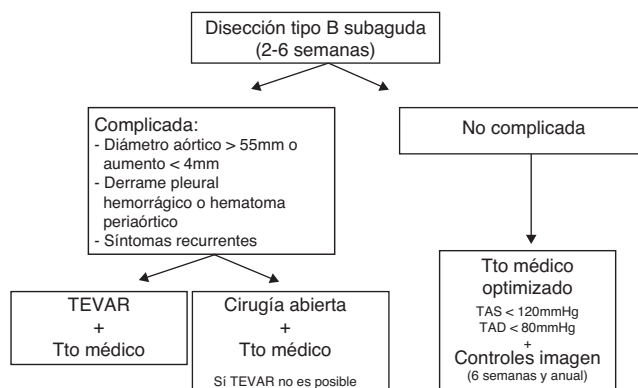 Disección tipo B subaguda
(2-6 semanas)
Complicada:
- Diámetro aórtico > 55mm o
aumento < 4mm
- Derrame pleural
hemorrágico o hematoma
periaórtico
- Síntomas recurrentes
No complicada
TEVAR
+
Tto médico
Cirugía abierta
+
Tto médico
Sí TEVAR no es posible
Tto médico
optimizado
TAS < 120mmHg
TAD < 80mmHg
+
Controles imagen
(6 semanas y anual)